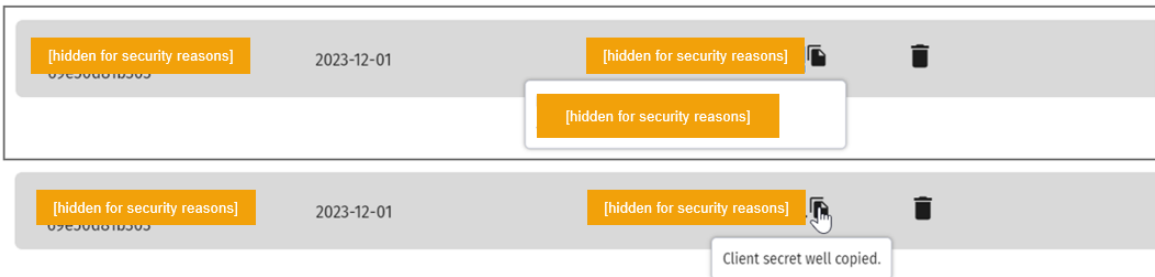 [hidden for security reasons] 2023-12-01 [hidden for security reasons]
[hidden for security reasons]
[hidden for security reasons] 2023-12-01 [hidden for security reasons]
Client secret well copied.